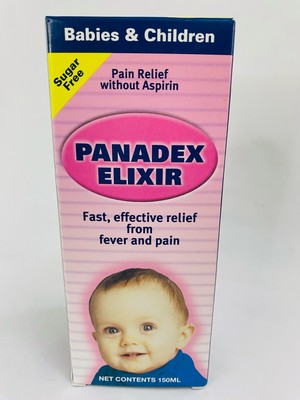 Babies & Children
Sugar
Free
Pain Relief
without Aspirin
PANADEX
ELIXIR
Fast, effective relief
from
fever and pain
NET CONTENTS 150ML